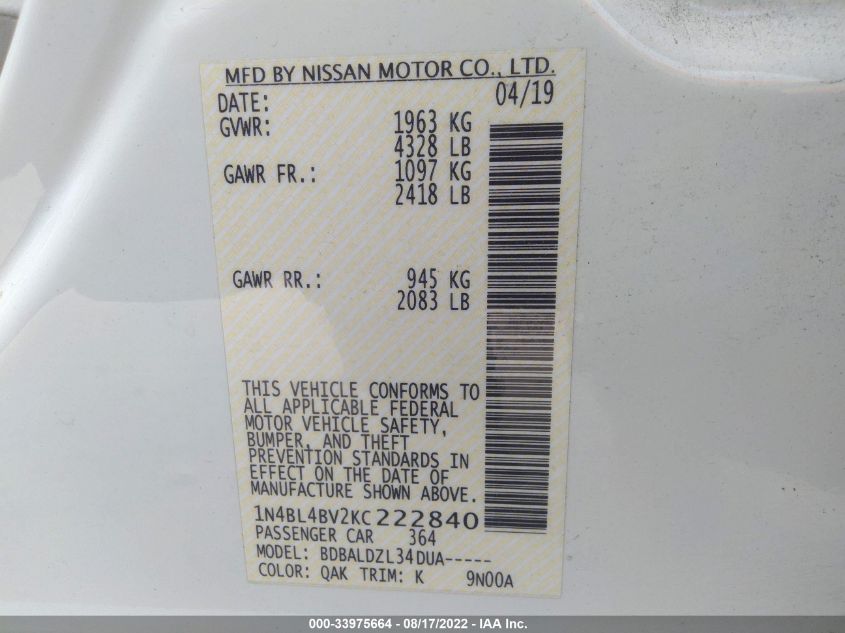 MFD BY NISSAN MOTOR CO., LTD.
DATE: 04/19
GVWR: 1963 KG
4328 LB
GAWR FR.: 1097 KG
2418 LB
GAWR RR.: 945 KG
2083 LB
THIS VEHICLE CONFORMS TO
ALL APPLICABLE FEDERAL
MOTOR VEHICLE SAFETY,
BUMPER, AND THEFT
PREVENTION STANDARDS IN
EFFECT ON THE DATE OF
MANUFACTURE SHOWN ABOVE.
1N4BL4BV2KC222840
PASSENGER CAR 364
MODEL: BDBALDZL34DUA-----
COLOR: QAK TRIM: K 9N00A
000-33975664 - 08/17/2022 - IAA Inc.